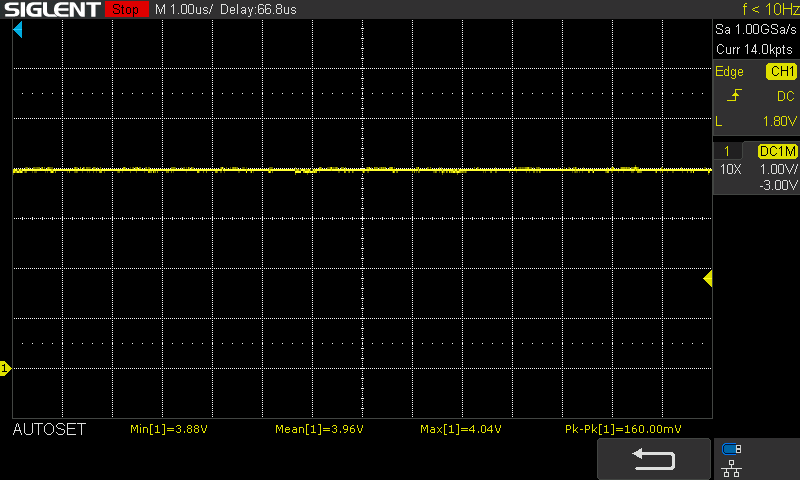 SIGLENT Stop M 1.00us/ Delay:66.8us f < 10Hz
Sa 1.00GSa/s
Curr 14.0kpts
Edge CH1
DC
L 1.80V
1 DC1M
10X 1.00V/
-3.00V
1
AUTOSET Min[1]=3.88V Mean[1]=3.96V Max[1]=4.04V Pk-Pk[1]=160.00mV